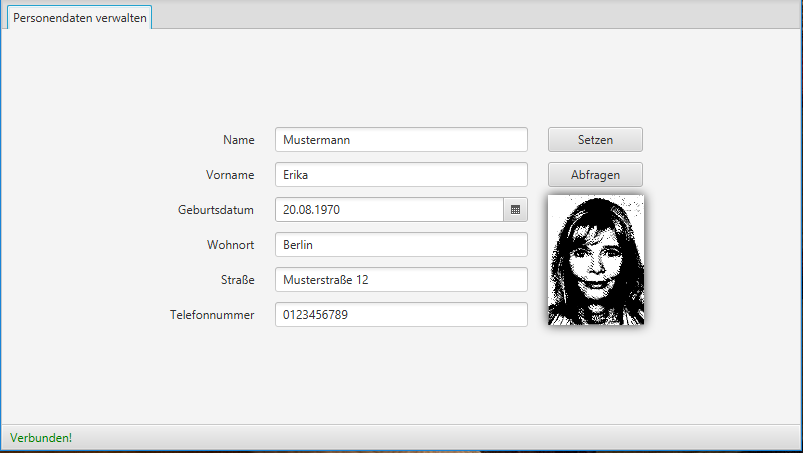 Personendaten verwalten
Name Mustermann Setzen
Vorname Erika Abfragen
Geburtsdatum 20.08.1970
Wohnort Berlin
Straße Musterstraße 12
Telefonnummer 0123456789
Verbunden!